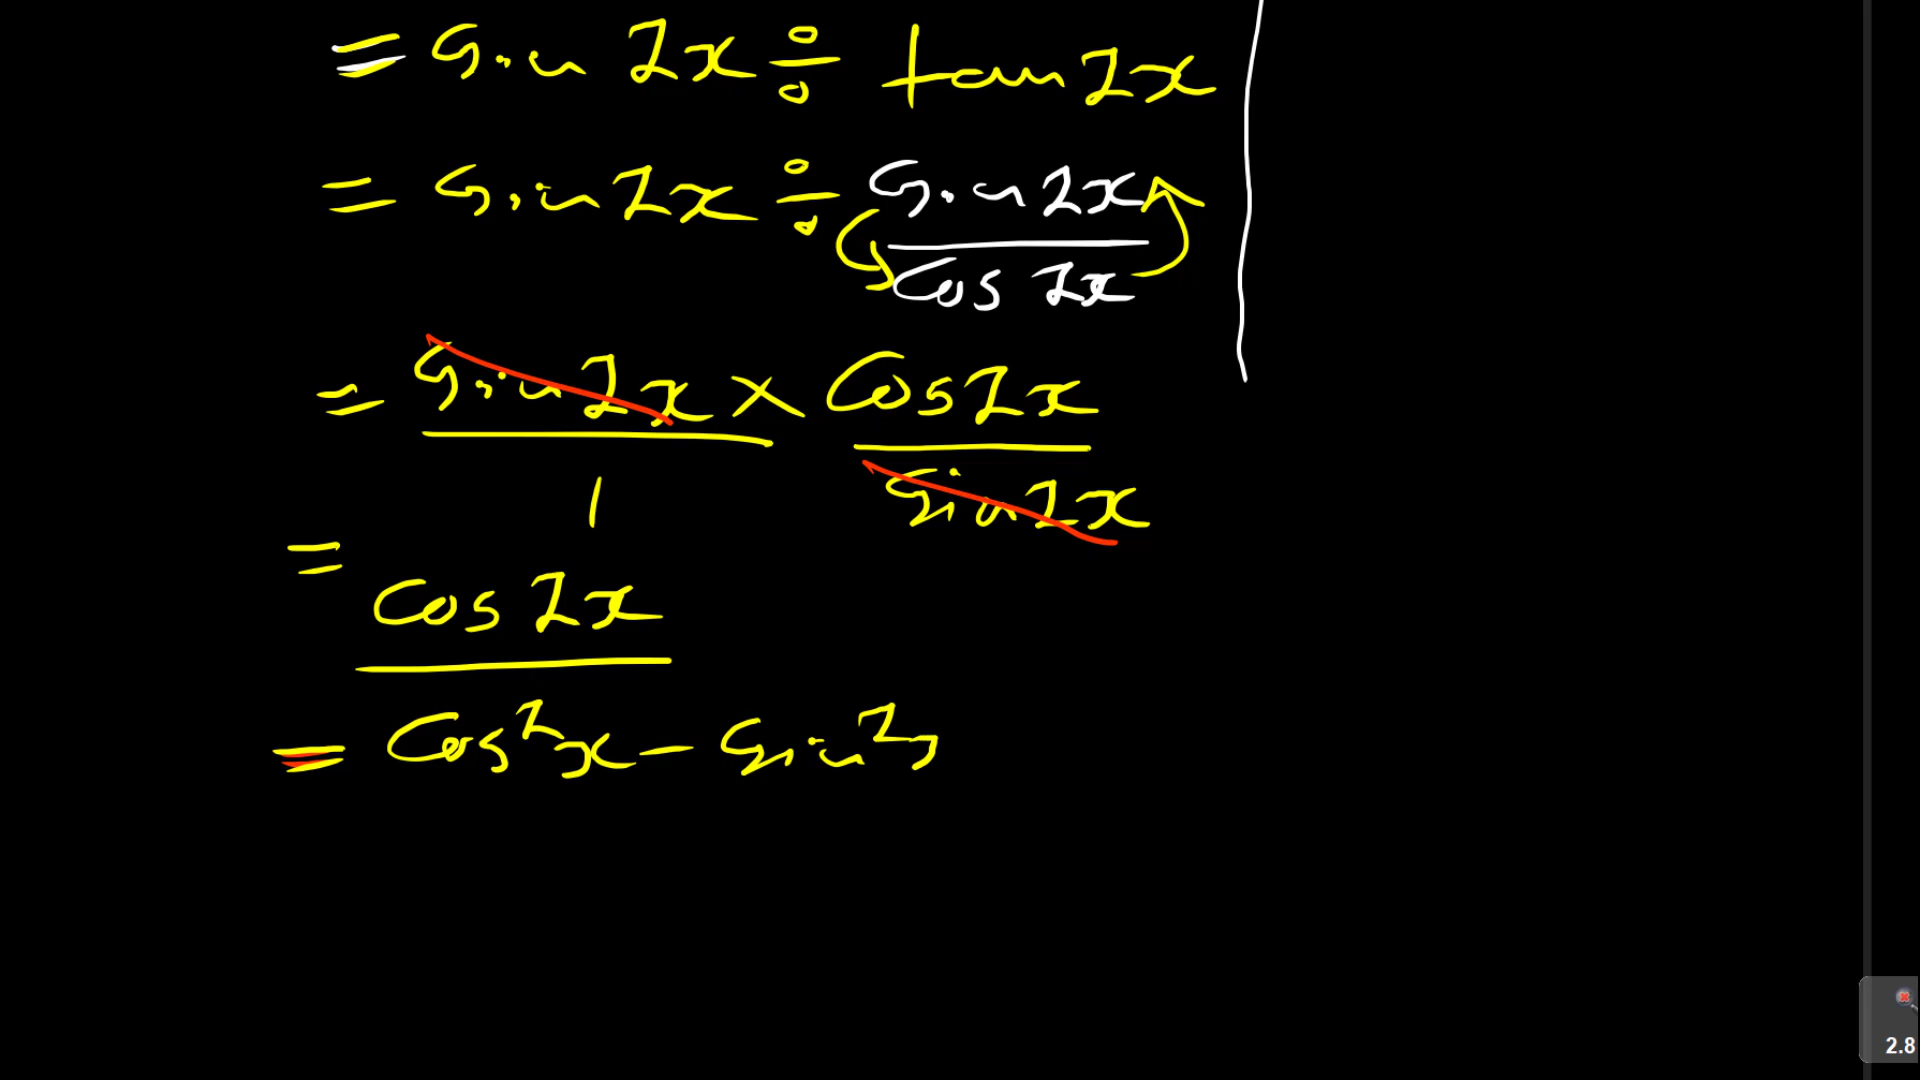 = Sin 2x ÷ tan 2x
= Sin 2x ÷ Sin 2x / Cos 2x
= Sin 2x / 1 × Cos 2x / Sin 2x
= Cos 2x
= Cos²x - Sin²
2.8